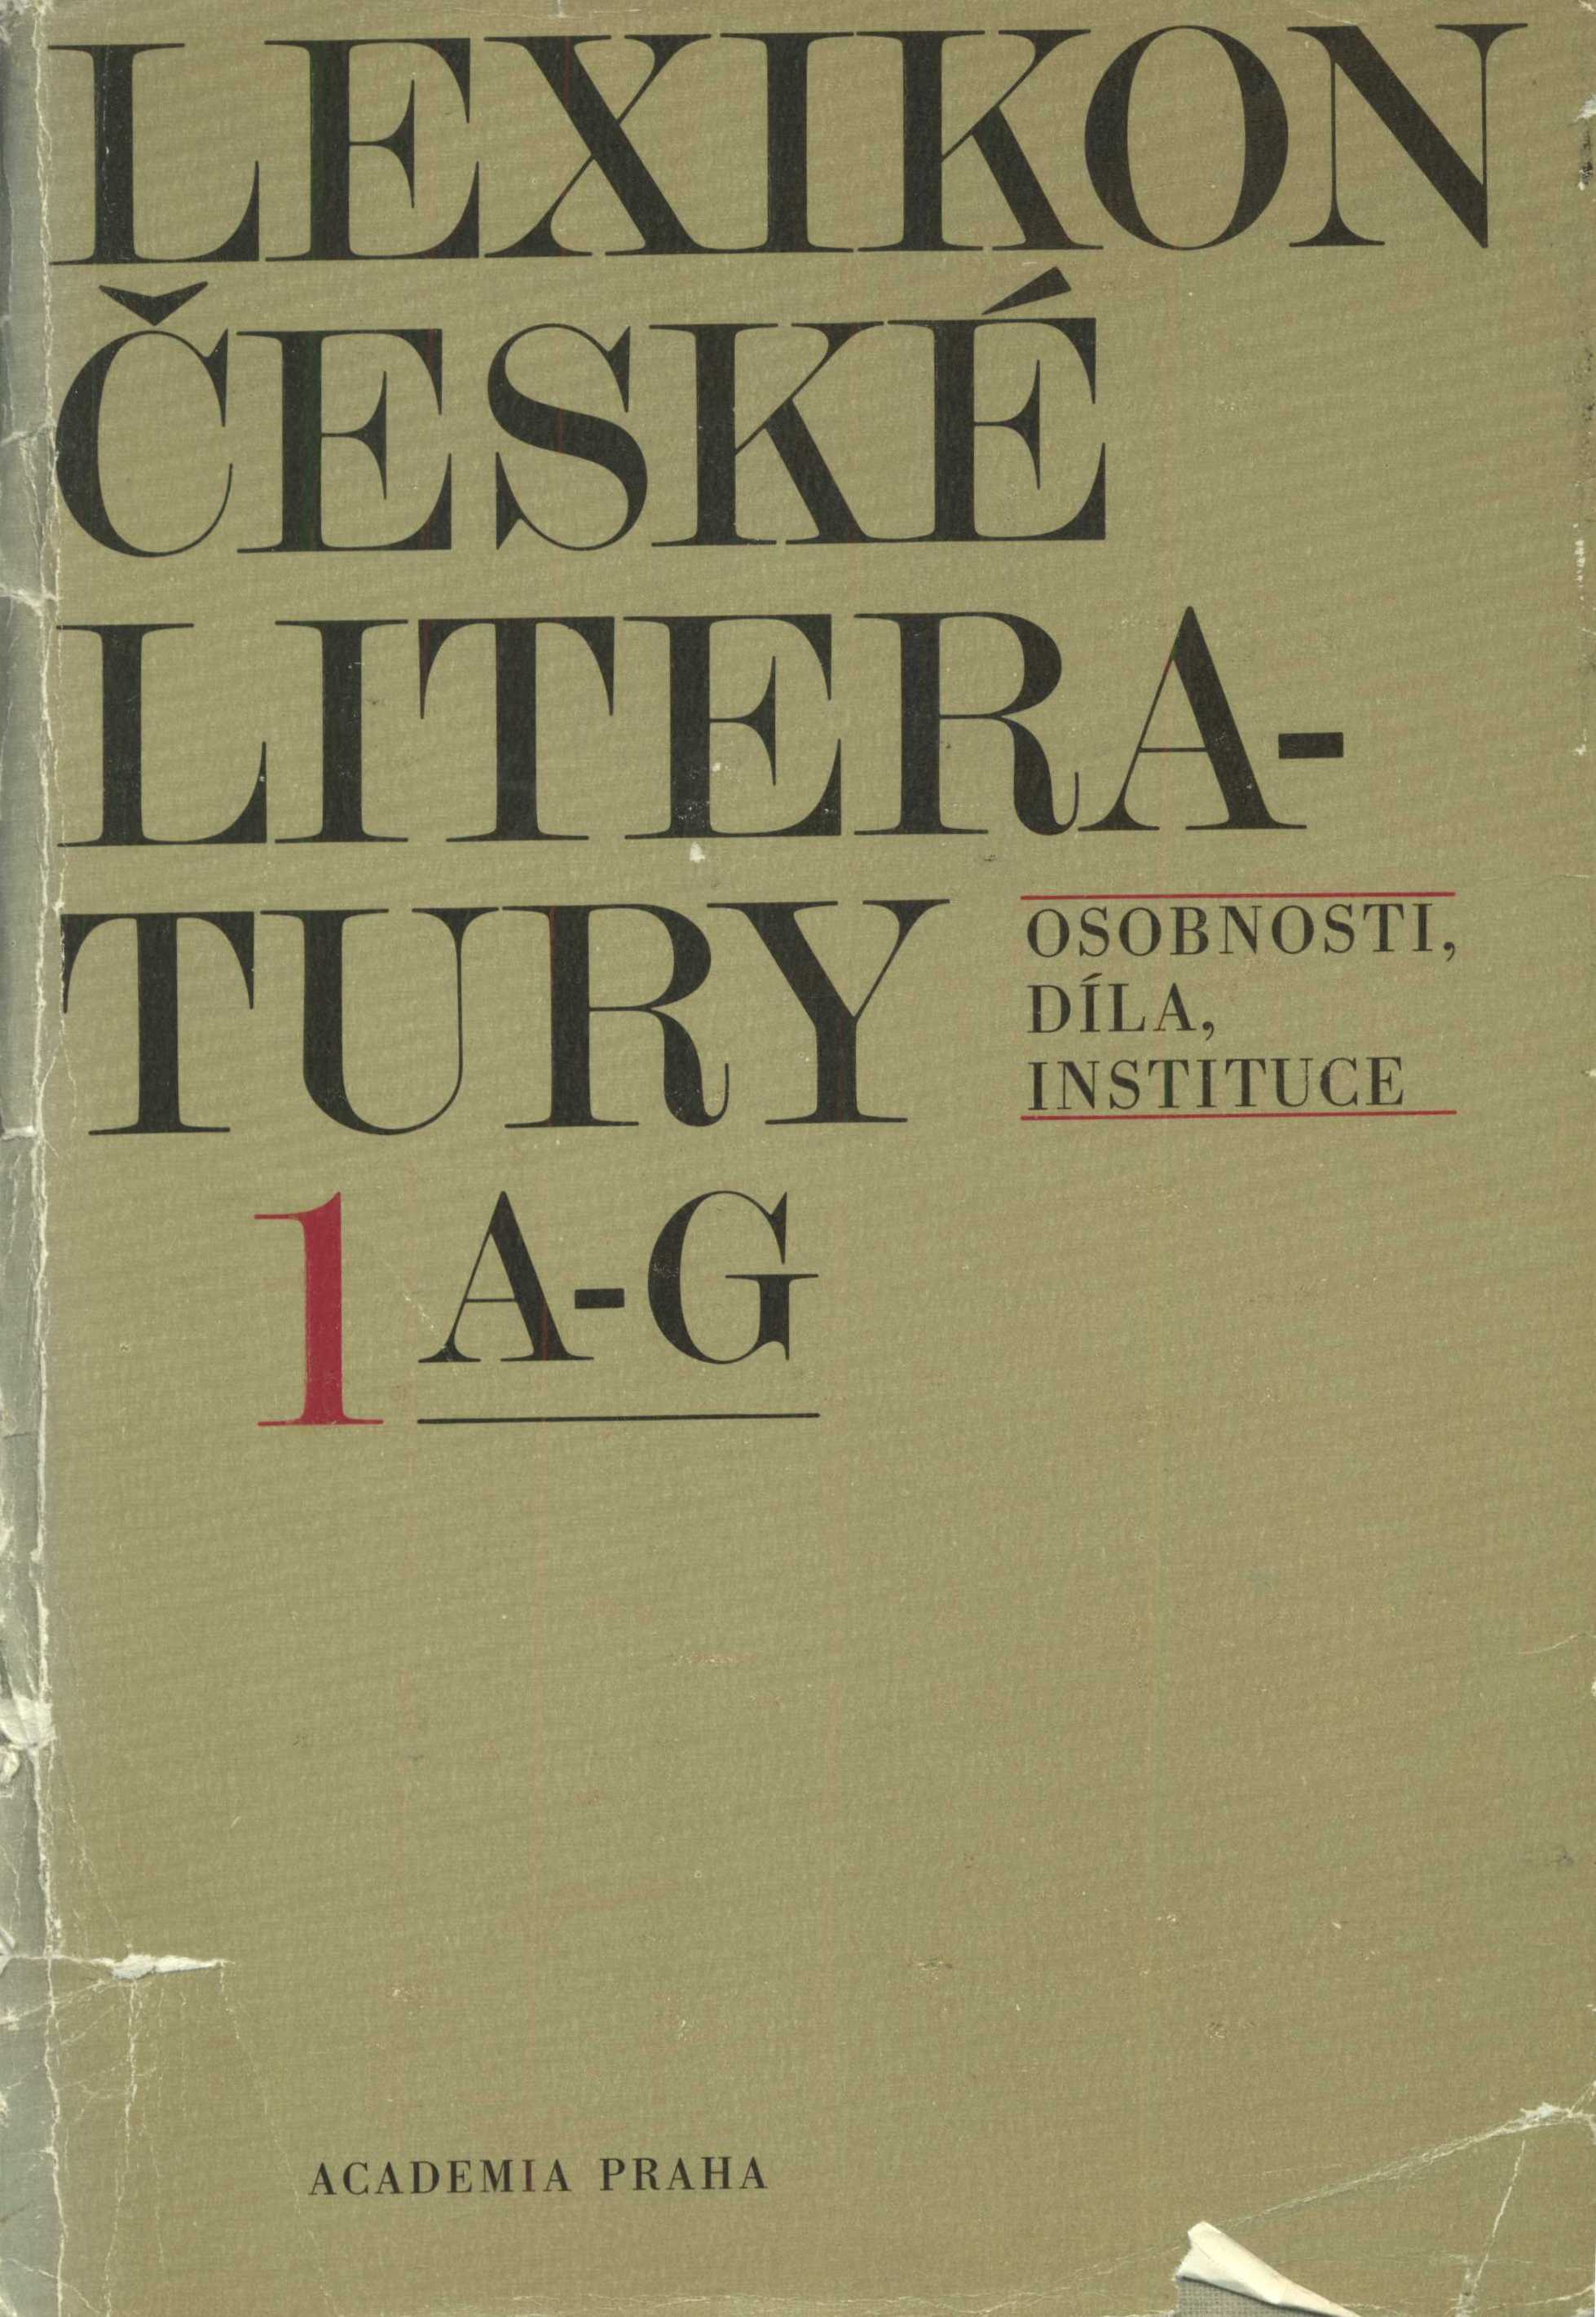 LEXIKON
ČESKÉ
LITERA-
TURY
OSOBNOSTI,
DÍLA,
INSTITUCE
1 A-G
ACADEMIA PRAHA